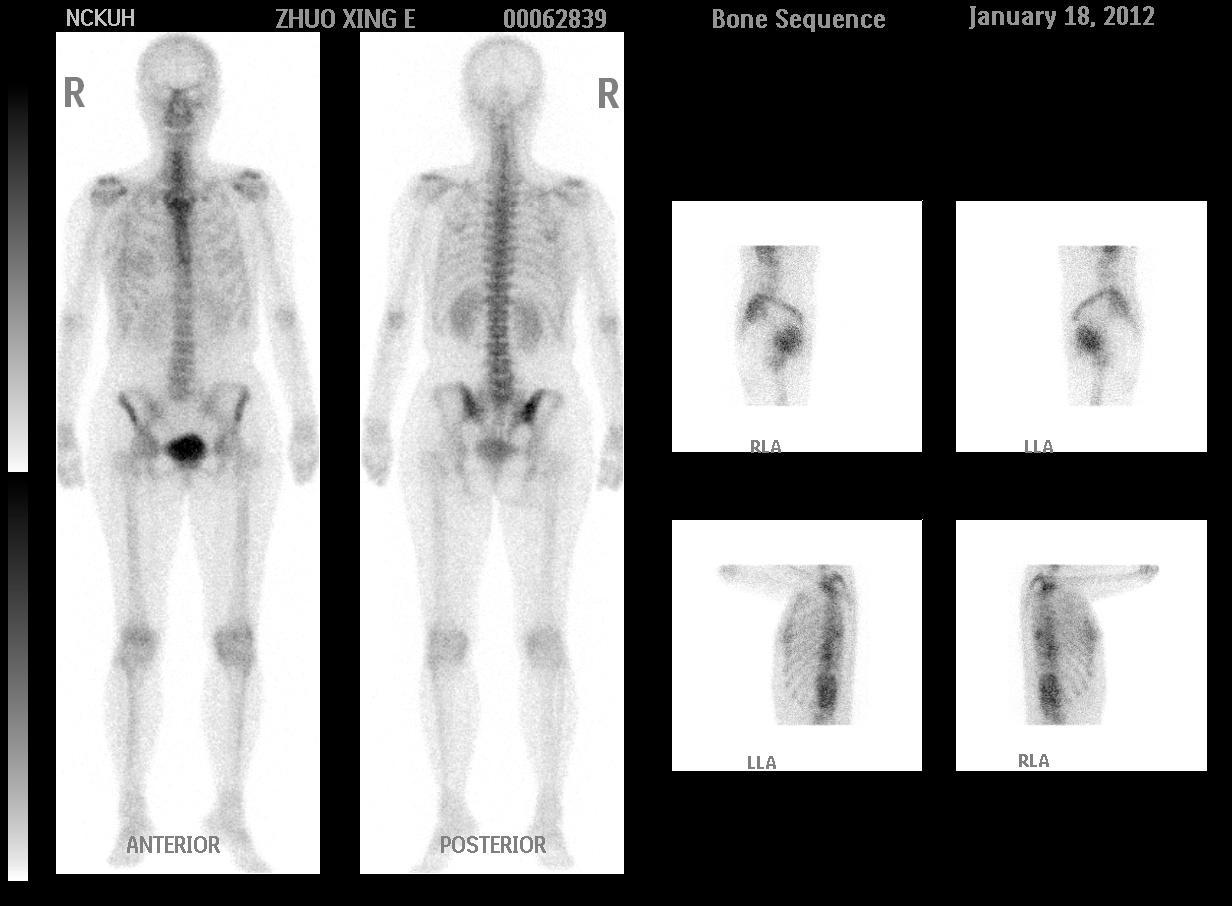 NCKUH ZHUO XING E 00062839 Bone Sequence January 18, 2012
R R
RLA LLA
LLA RLA
ANTERIOR POSTERIOR